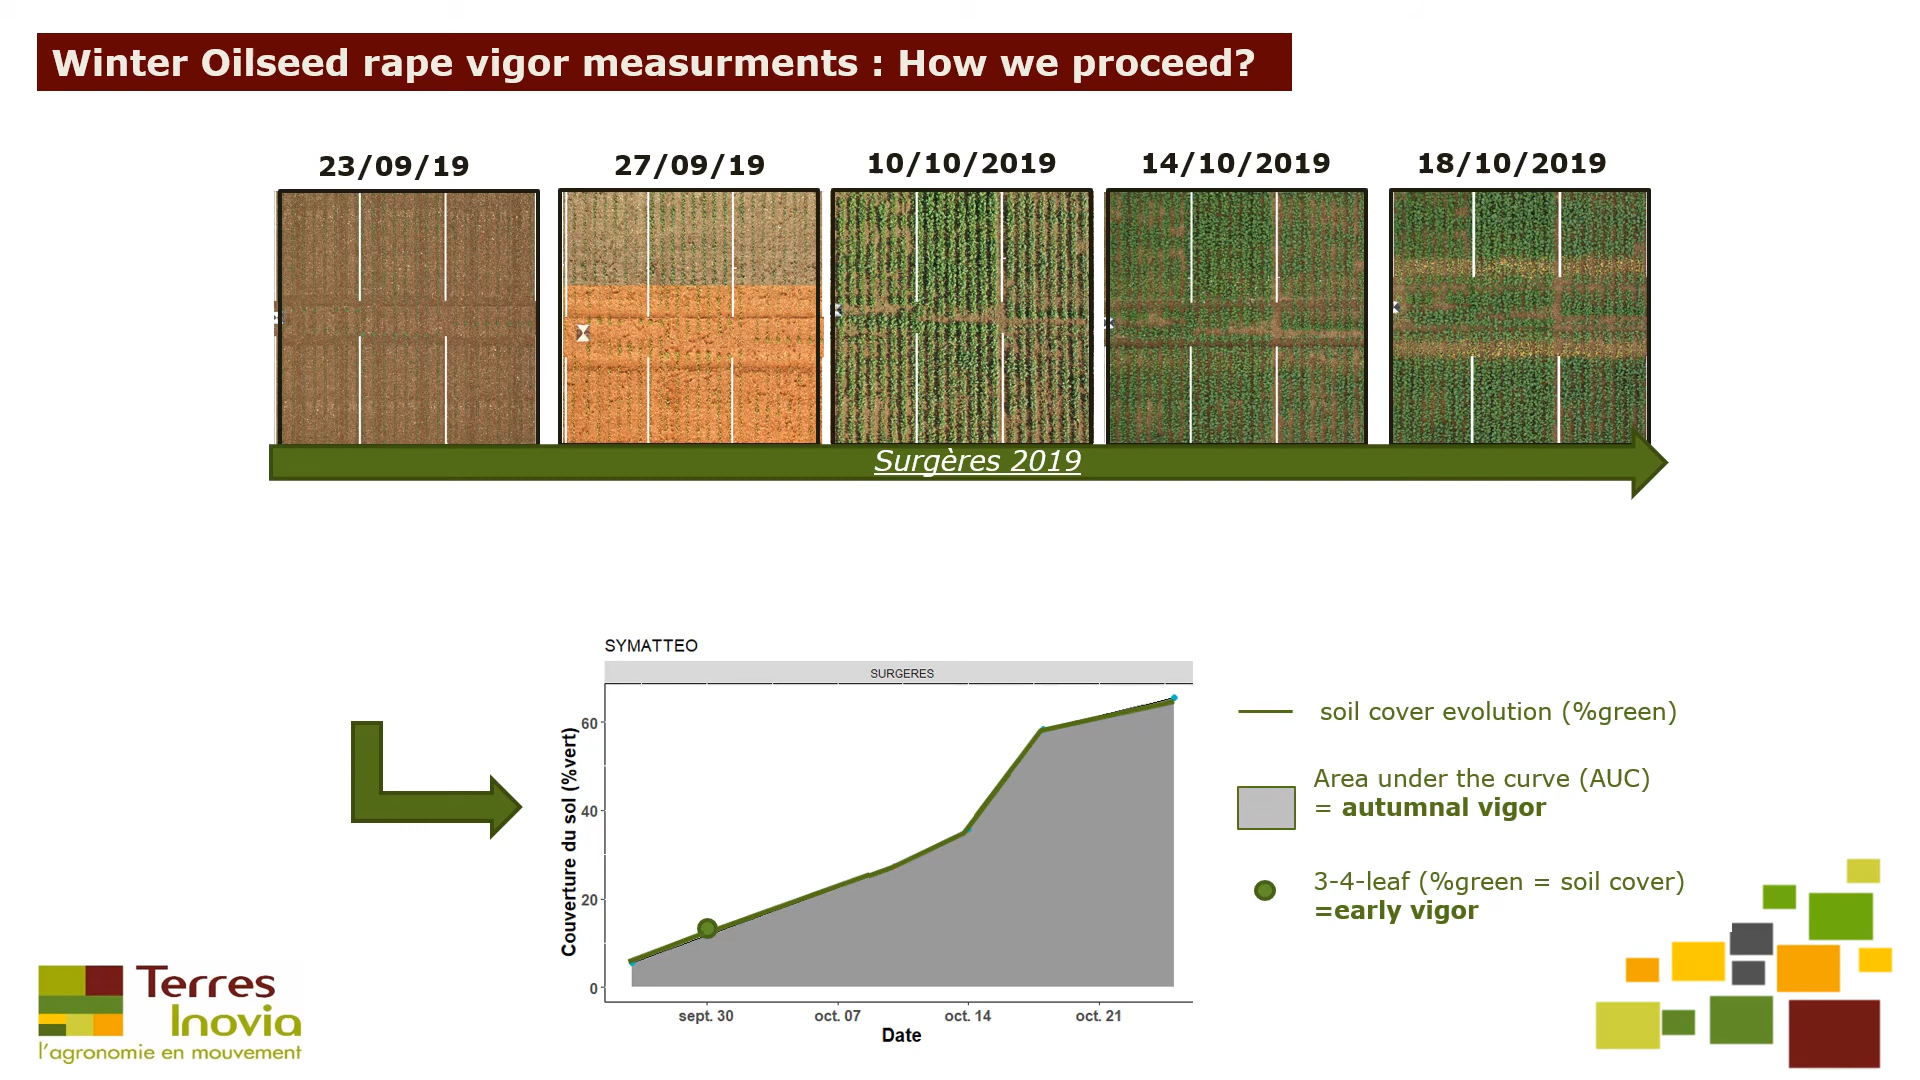 Winter Oilseed rape vigor measurments : How we proceed?
23/09/19
27/09/19
10/10/2019
14/10/2019
18/10/2019
Surgères 2019
SYMATTEO
SURGERES
Couverture du sol (%vert)
60
40
20
0
sept. 30
oct. 07
oct. 14
oct. 21
Date
soil cover evolution (%green)
Area under the curve (AUC)
= autumnal vigor
3-4-leaf (%green = soil cover)
=early vigor
Terres
Inovia
l'agronomie en mouvement